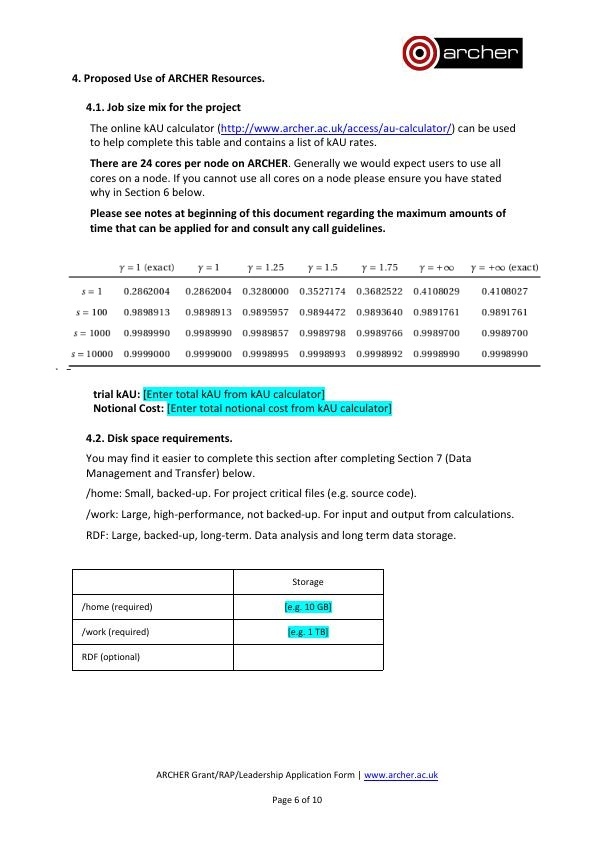 archer
4. Proposed Use of ARCHER Resources.
4.1. Job size mix for the project
The online kAU calculator (http://www.archer.ac.uk/access/au-calculator/) can be used
to help complete this table and contains a list of kAU rates.
There are 24 cores per node on ARCHER. Generally we would expect users to use all
cores on a node. If you cannot use all cores on a node please ensure you have stated
why in Section 6 below.
Please see notes at beginning of this document regarding the maximum amounts of
time that can be applied for and consult any call guidelines.
γ = 1 (exact) γ = 1 γ = 1.25 γ = 1.5 γ = 1.75 γ = +∞ γ = +∞ (exact)
s = 1 0.2862004 0.2862004 0.3280000 0.3527174 0.3682522 0.4108029 0.4108027
s = 100 0.9898913 0.9898913 0.9895957 0.9894472 0.9893640 0.9891761 0.9891761
s = 1000 0.9989990 0.9989990 0.9989857 0.9989798 0.9989766 0.9989700 0.9989700
s = 10000 0.9999000 0.9999000 0.9998995 0.9998993 0.9998992 0.9998990 0.9998990
trial kAU: [Enter total kAU from kAU calculator]
Notional Cost: [Enter total notional cost from kAU calculator]
4.2. Disk space requirements.
You may find it easier to complete this section after completing Section 7 (Data
Management and Transfer) below.
/home: Small, backed-up. For project critical files (e.g. source code).
/work: Large, high-performance, not backed-up. For input and output from calculations.
RDF: Large, backed-up, long-term. Data analysis and long term data storage.
Storage
/home (required) [e.g. 10 GB]
/work (required) [e.g. 1 TB]
RDF (optional)
ARCHER Grant/RAP/Leadership Application Form | www.archer.ac.uk
Page 6 of 10